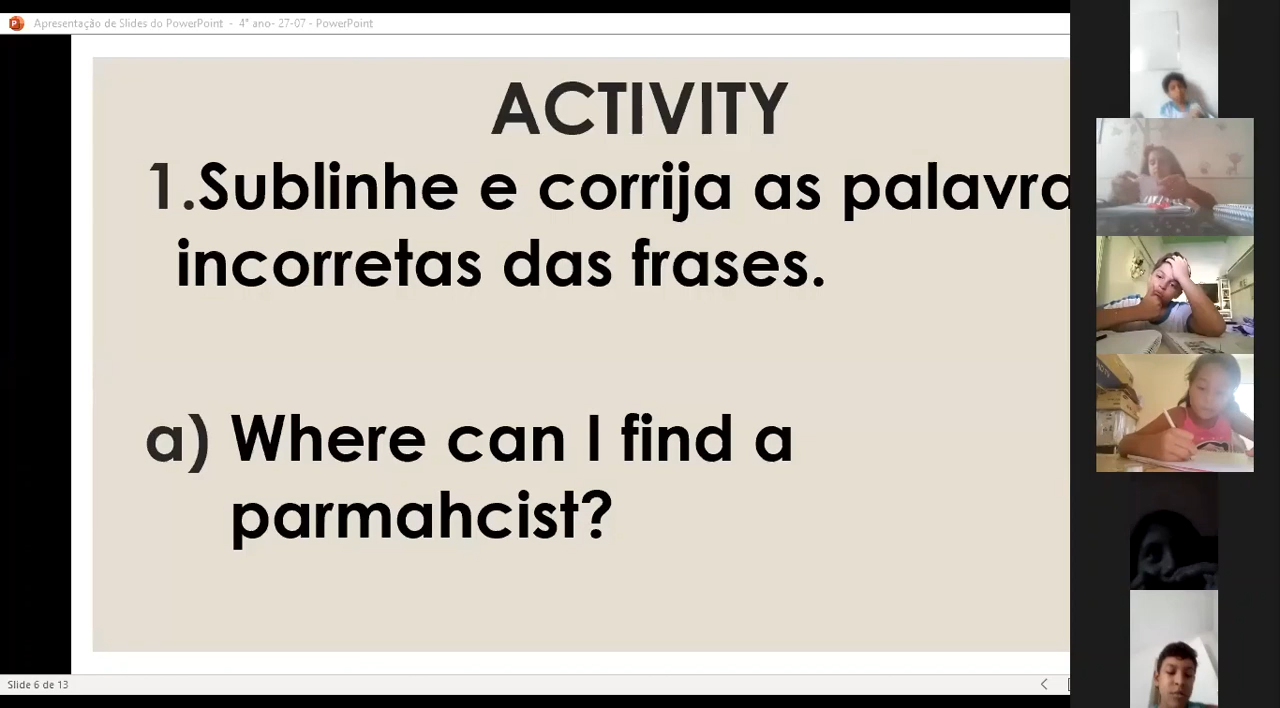 Apresentação de Slides do PowerPoint - 4º ano- 27-07 - PowerPoint
ACTIVITY
1.Sublinhe e corrija as palavra
incorretas das frases.
a) Where can I find a
parmahcist?
Slide 6 de 13